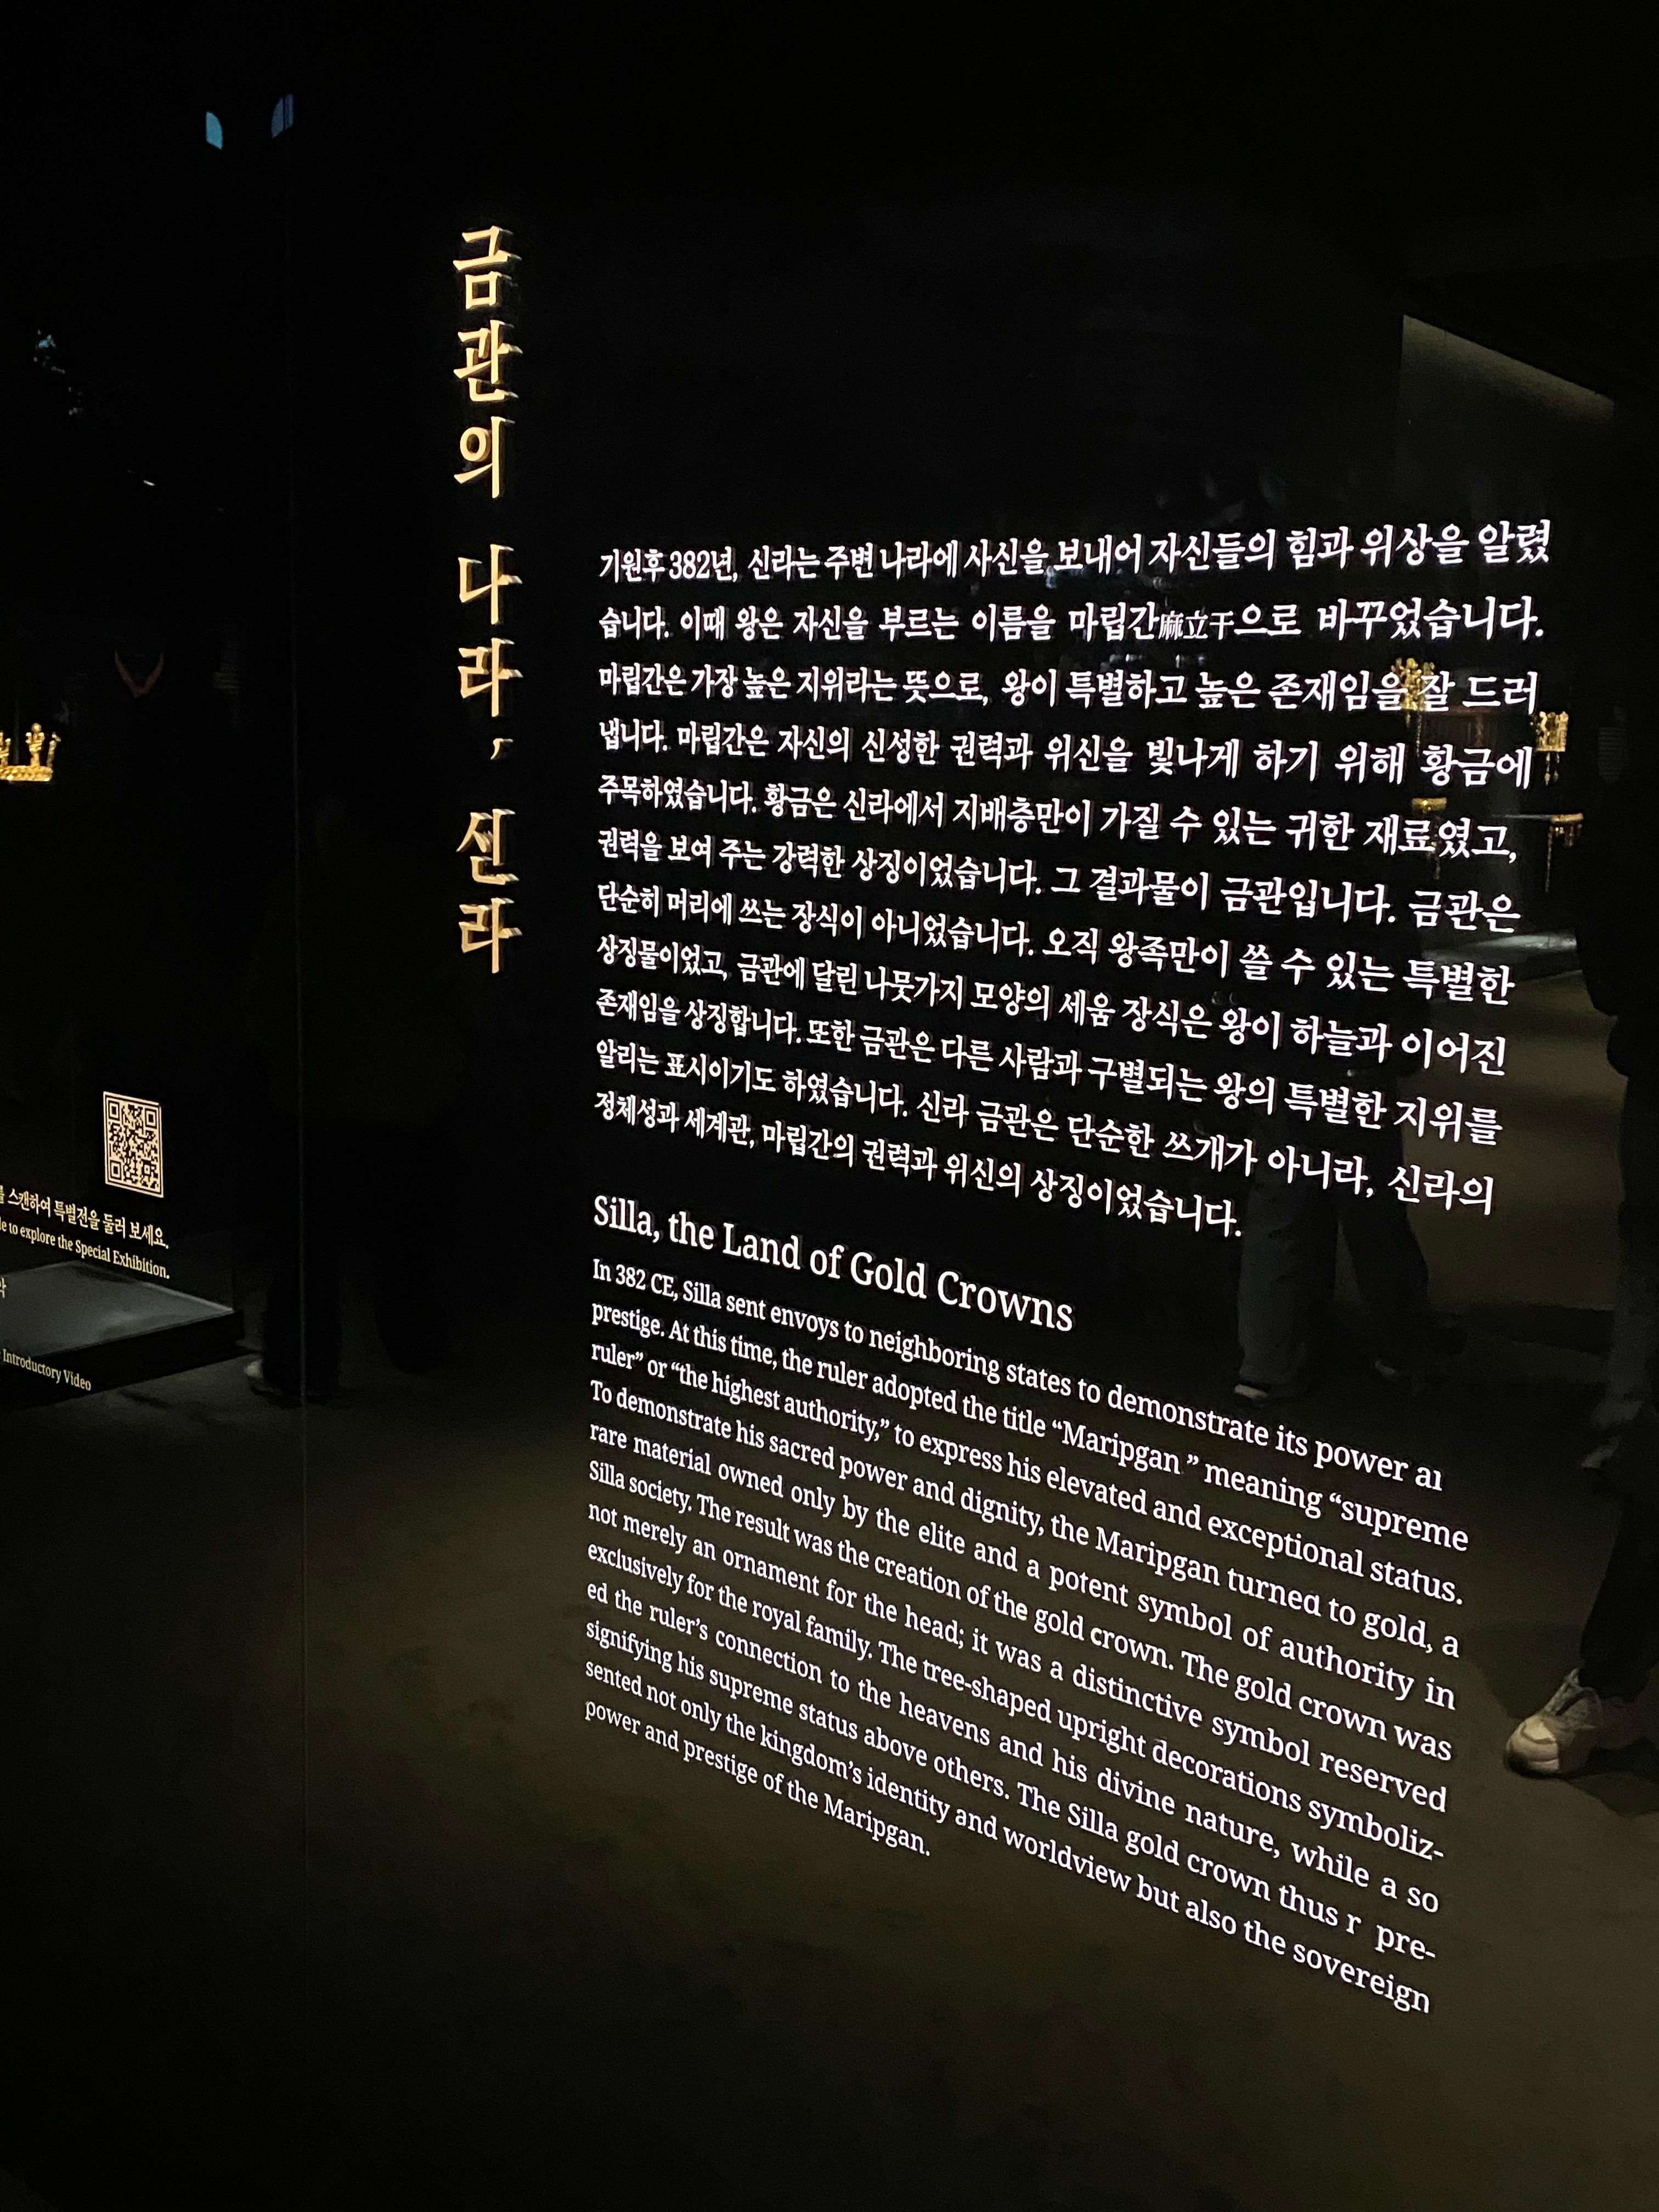 금관의 나라, 신라
기원후 382년, 신라는 주변 나라에 사신을 보내어 자신들의 힘과 위상을 알렸
습니다. 이때 왕은 자신을 부르는 이름을 마립간麻立干으로 바꾸었습니다.
마립간은 가장 높은 지위라는 뜻으로, 왕이 특별하고 높은 존재임을 잘 드러
냅니다. 마립간은 자신의 신성한 권력과 위신을 빛나게 하기 위해 황금에
주목하였습니다. 황금은 신라에서 지배층만이 가질 수 있는 귀한 재료였고,
권력을 보여 주는 강력한 상징이었습니다. 그 결과물이 금관입니다. 금관은
단순히 머리에 쓰는 장식이 아니었습니다. 오직 왕족만이 쓸 수 있는 특별한
상징물이었고, 금관에 달린 나뭇가지 모양의 세움 장식은 왕이 하늘과 이어진
존재임을 상징합니다. 또한 금관은 다른 사람과 구별되는 왕의 특별한 지위를
알리는 표시이기도 하였습니다. 신라 금관은 단순한 쓰개가 아니라, 신라의
정체성과 세계관, 마립간의 권력과 위신의 상징이었습니다.
Silla, the Land of Gold Crowns
In 382 CE, Silla sent envoys to neighboring states to demonstrate its power
prestige. At this time, the ruler adopted the title “Maripgan ” meaning “supreme
ruler” or “the highest authority,” to express his elevated and exceptional status.
To demonstrate his sacred power and dignity, the Maripgan turned to gold, a
rare material owned only by the elite and a potent symbol of authority in
Silla society. The result was the creation of the gold crown. The gold crown was
not merely an ornament for the head; it was a distinctive symbol reserved
exclusively for the royal family. The tree-shaped upright decorations symboliz-
ed the ruler’s connection to the heavens and his divine nature, while a so
signifying his supreme status above others. The Silla gold crown thus r pre-
sented not only the kingdom’s identity and worldview but also the sovereign
power and prestige of the Maripgan.
스캔하여 특별전을 둘러 보세요.
to explore the Special Exhibition.
Introductory Video